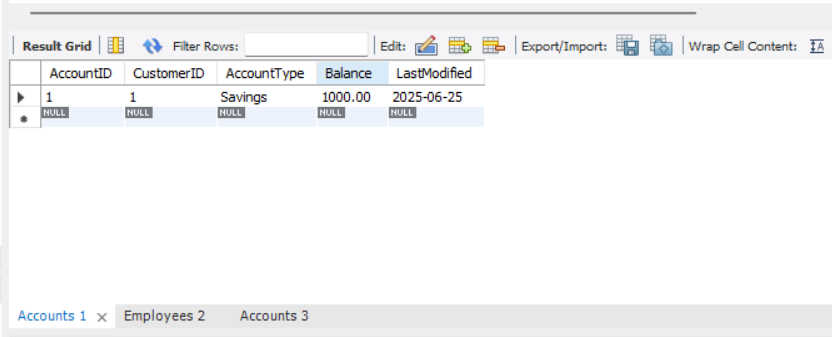 Result Grid Filter Rows: Edit: Export/Import: Wrap Cell Content: IA
AccountID CustomerID AccountType Balance LastModified
1 1 Savings 1000.00 2025-06-25
NULL NULL NULL NULL NULL
Accounts 1 × Employees 2 Accounts 3